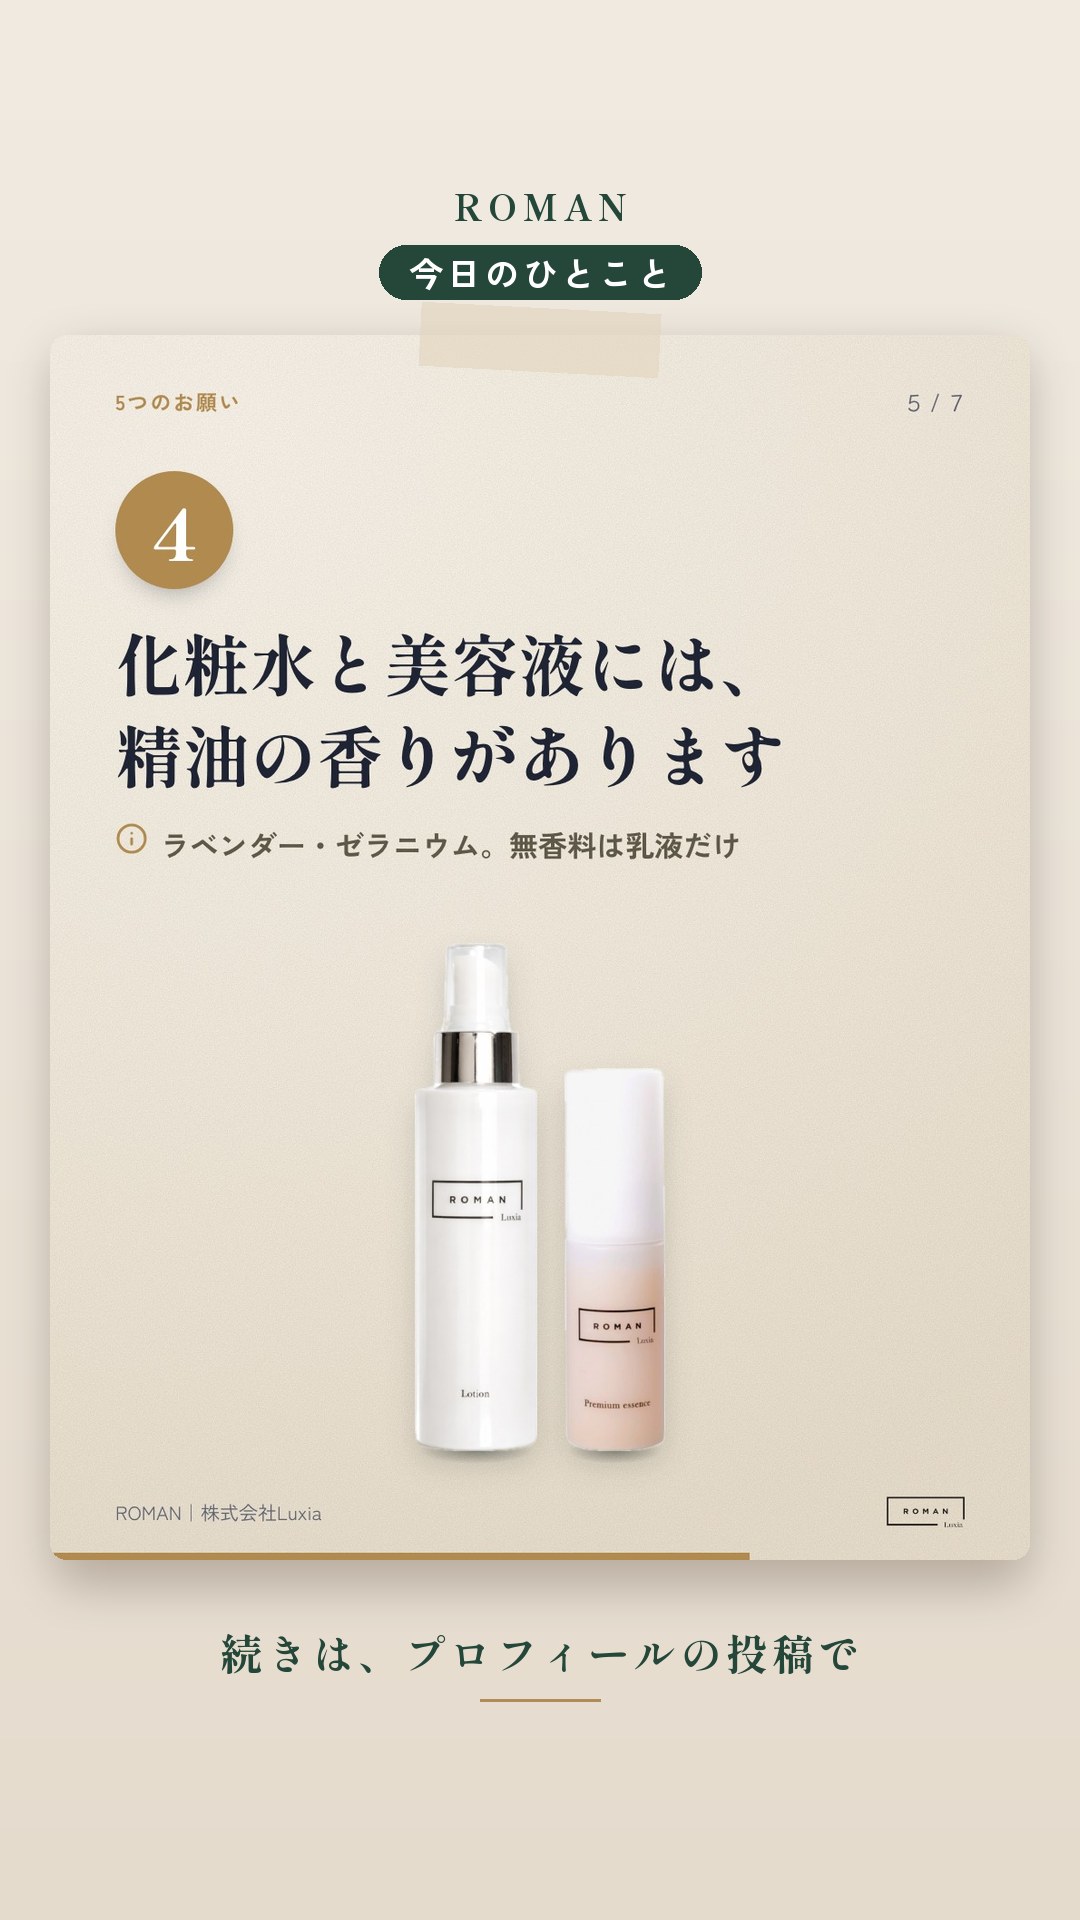 ROMAN
今日のひとこと
5つのお願い
5 / 7
4
化粧水と美容液には、
精油の香りがあります
ラベンダー・ゼラニウム。無香料は乳液だけ
ROMAN
Luxia
Lotion
ROMAN
Luxia
Premium essence
ROMAN｜株式会社Luxia
ROMAN
Luxia
続きは、プロフィールの投稿で